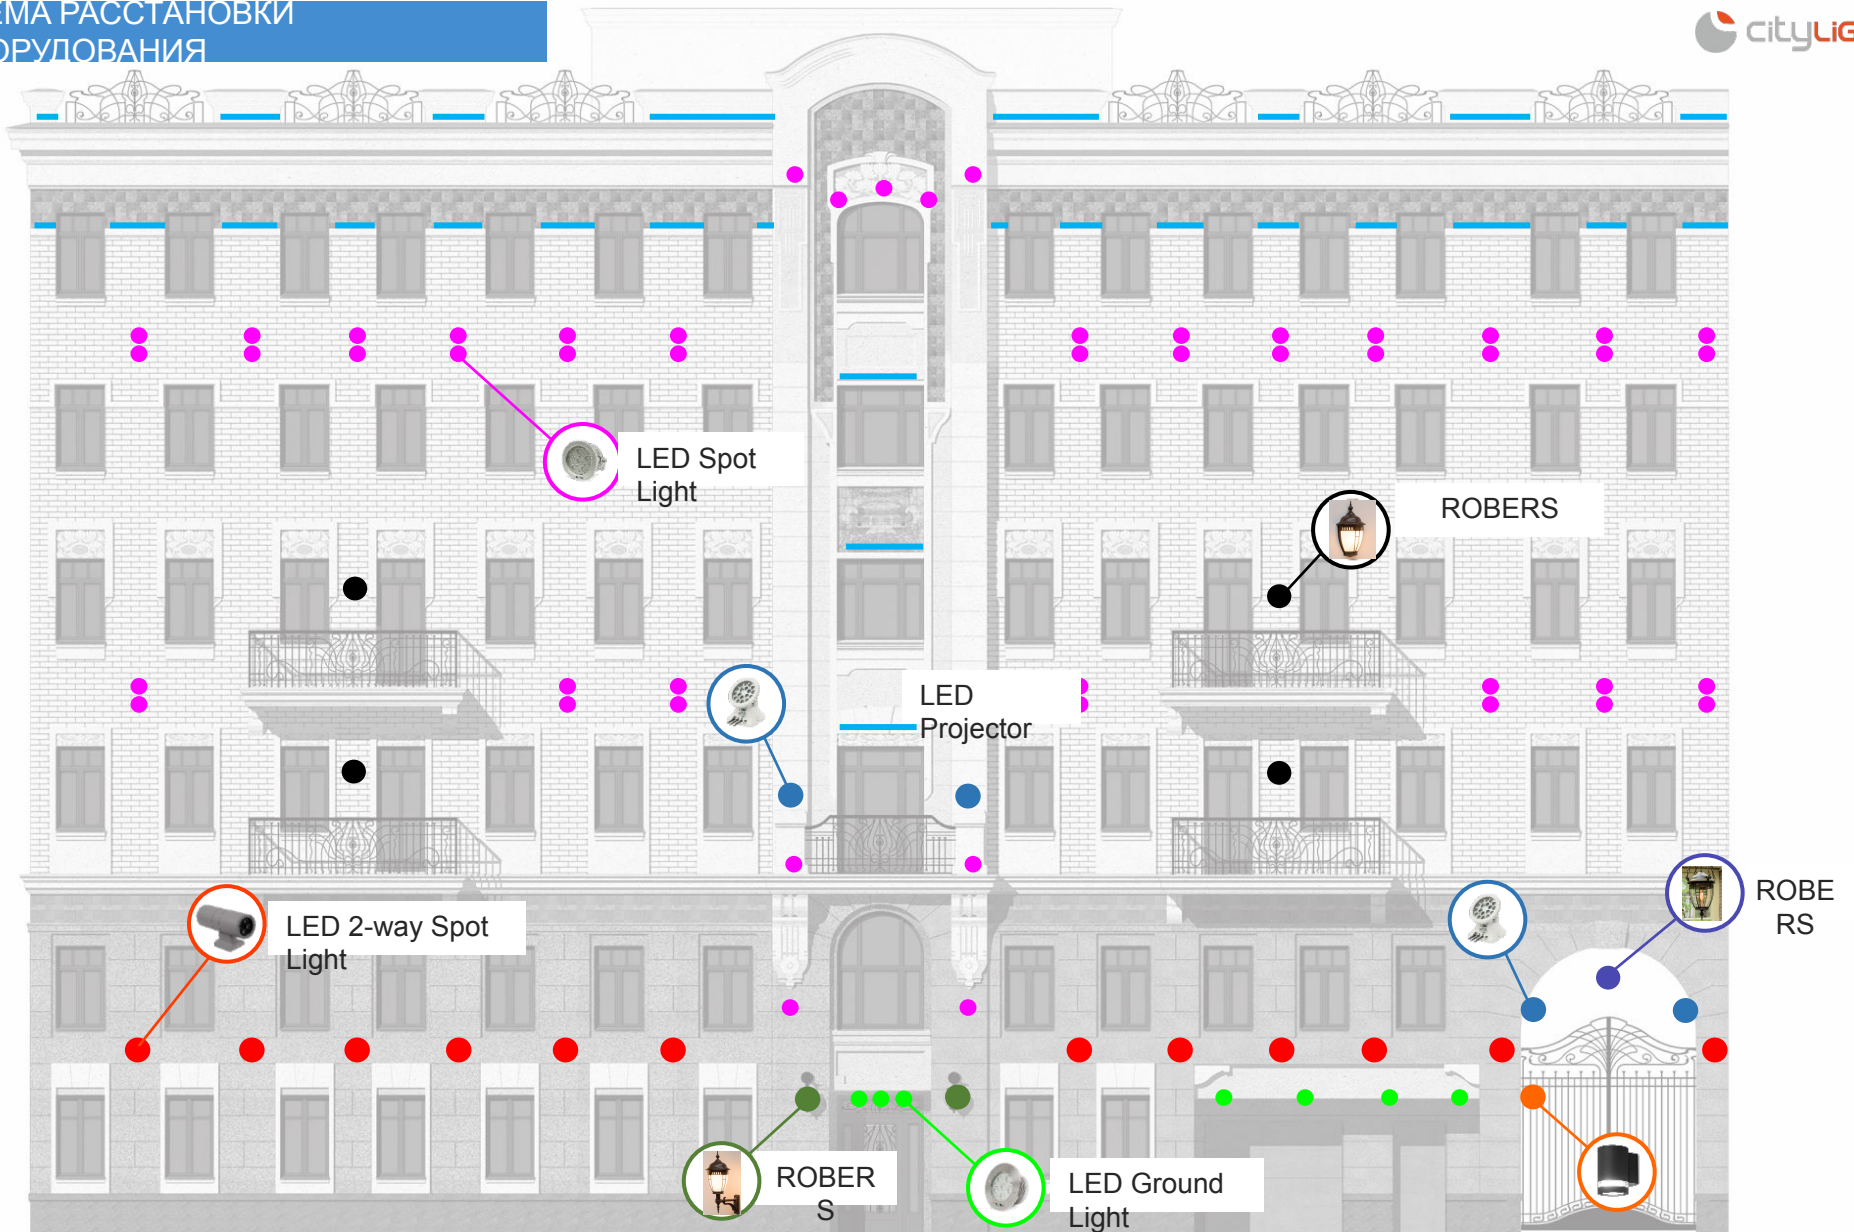 ЕМА РАССТАНОВКИ
ОРУДОВАНИЯ
cityLIG
LED Spot
Light
ROBERS
LED
Projector
ROBE
RS
LED 2-way Spot
Light
ROBER
S
LED Ground
Light